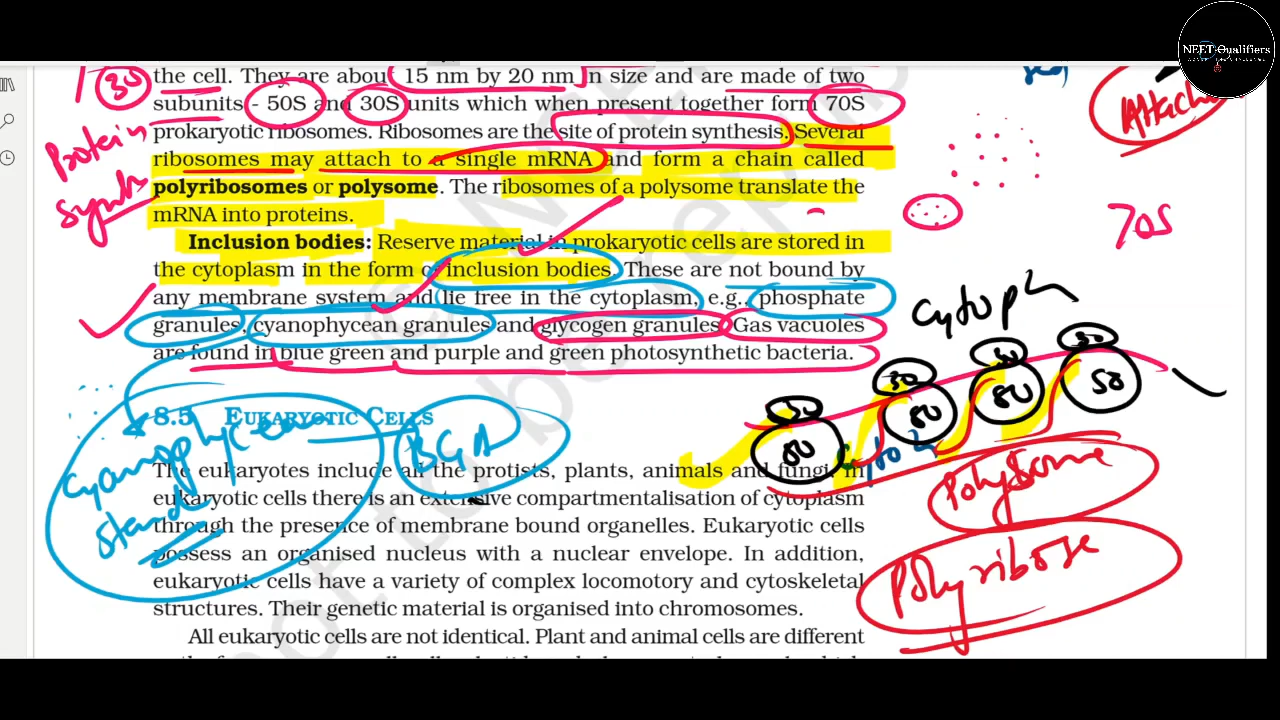 NEET Qualifiers
the cell. They are about 15 nm by 20 nm in size and are made of two
subunits - 50S and 30S units which when present together form 70S
prokaryotic ribosomes. Ribosomes are the site of protein synthesis. Several
ribosomes may attach to a single mRNA and form a chain called
polyribosomes or polysome. The ribosomes of a polysome translate the
mRNA into proteins.
Inclusion bodies: Reserve material in prokaryotic cells are stored in
the cytoplasm in the form of inclusion bodies. These are not bound by
any membrane system and lie free in the cytoplasm, e.g., phosphate
granules, cyanophycean granules and glycogen granules. Gas vacuoles
are found in blue green and purple and green photosynthetic bacteria.
8.5 EUKARYOTIC CELLS
The eukaryotes include all the protists, plants, animals and fungi. In
eukaryotic cells there is an extensive compartmentalisation of cytoplasm
through the presence of membrane bound organelles. Eukaryotic cells
possess an organised nucleus with a nuclear envelope. In addition,
eukaryotic cells have a variety of complex locomotory and cytoskeletal
structures. Their genetic material is organised into chromosomes.
All eukaryotic cells are not identical. Plant and animal cells are different
30
Protein
70S
30
50
BGA
Polysome
Polyribose